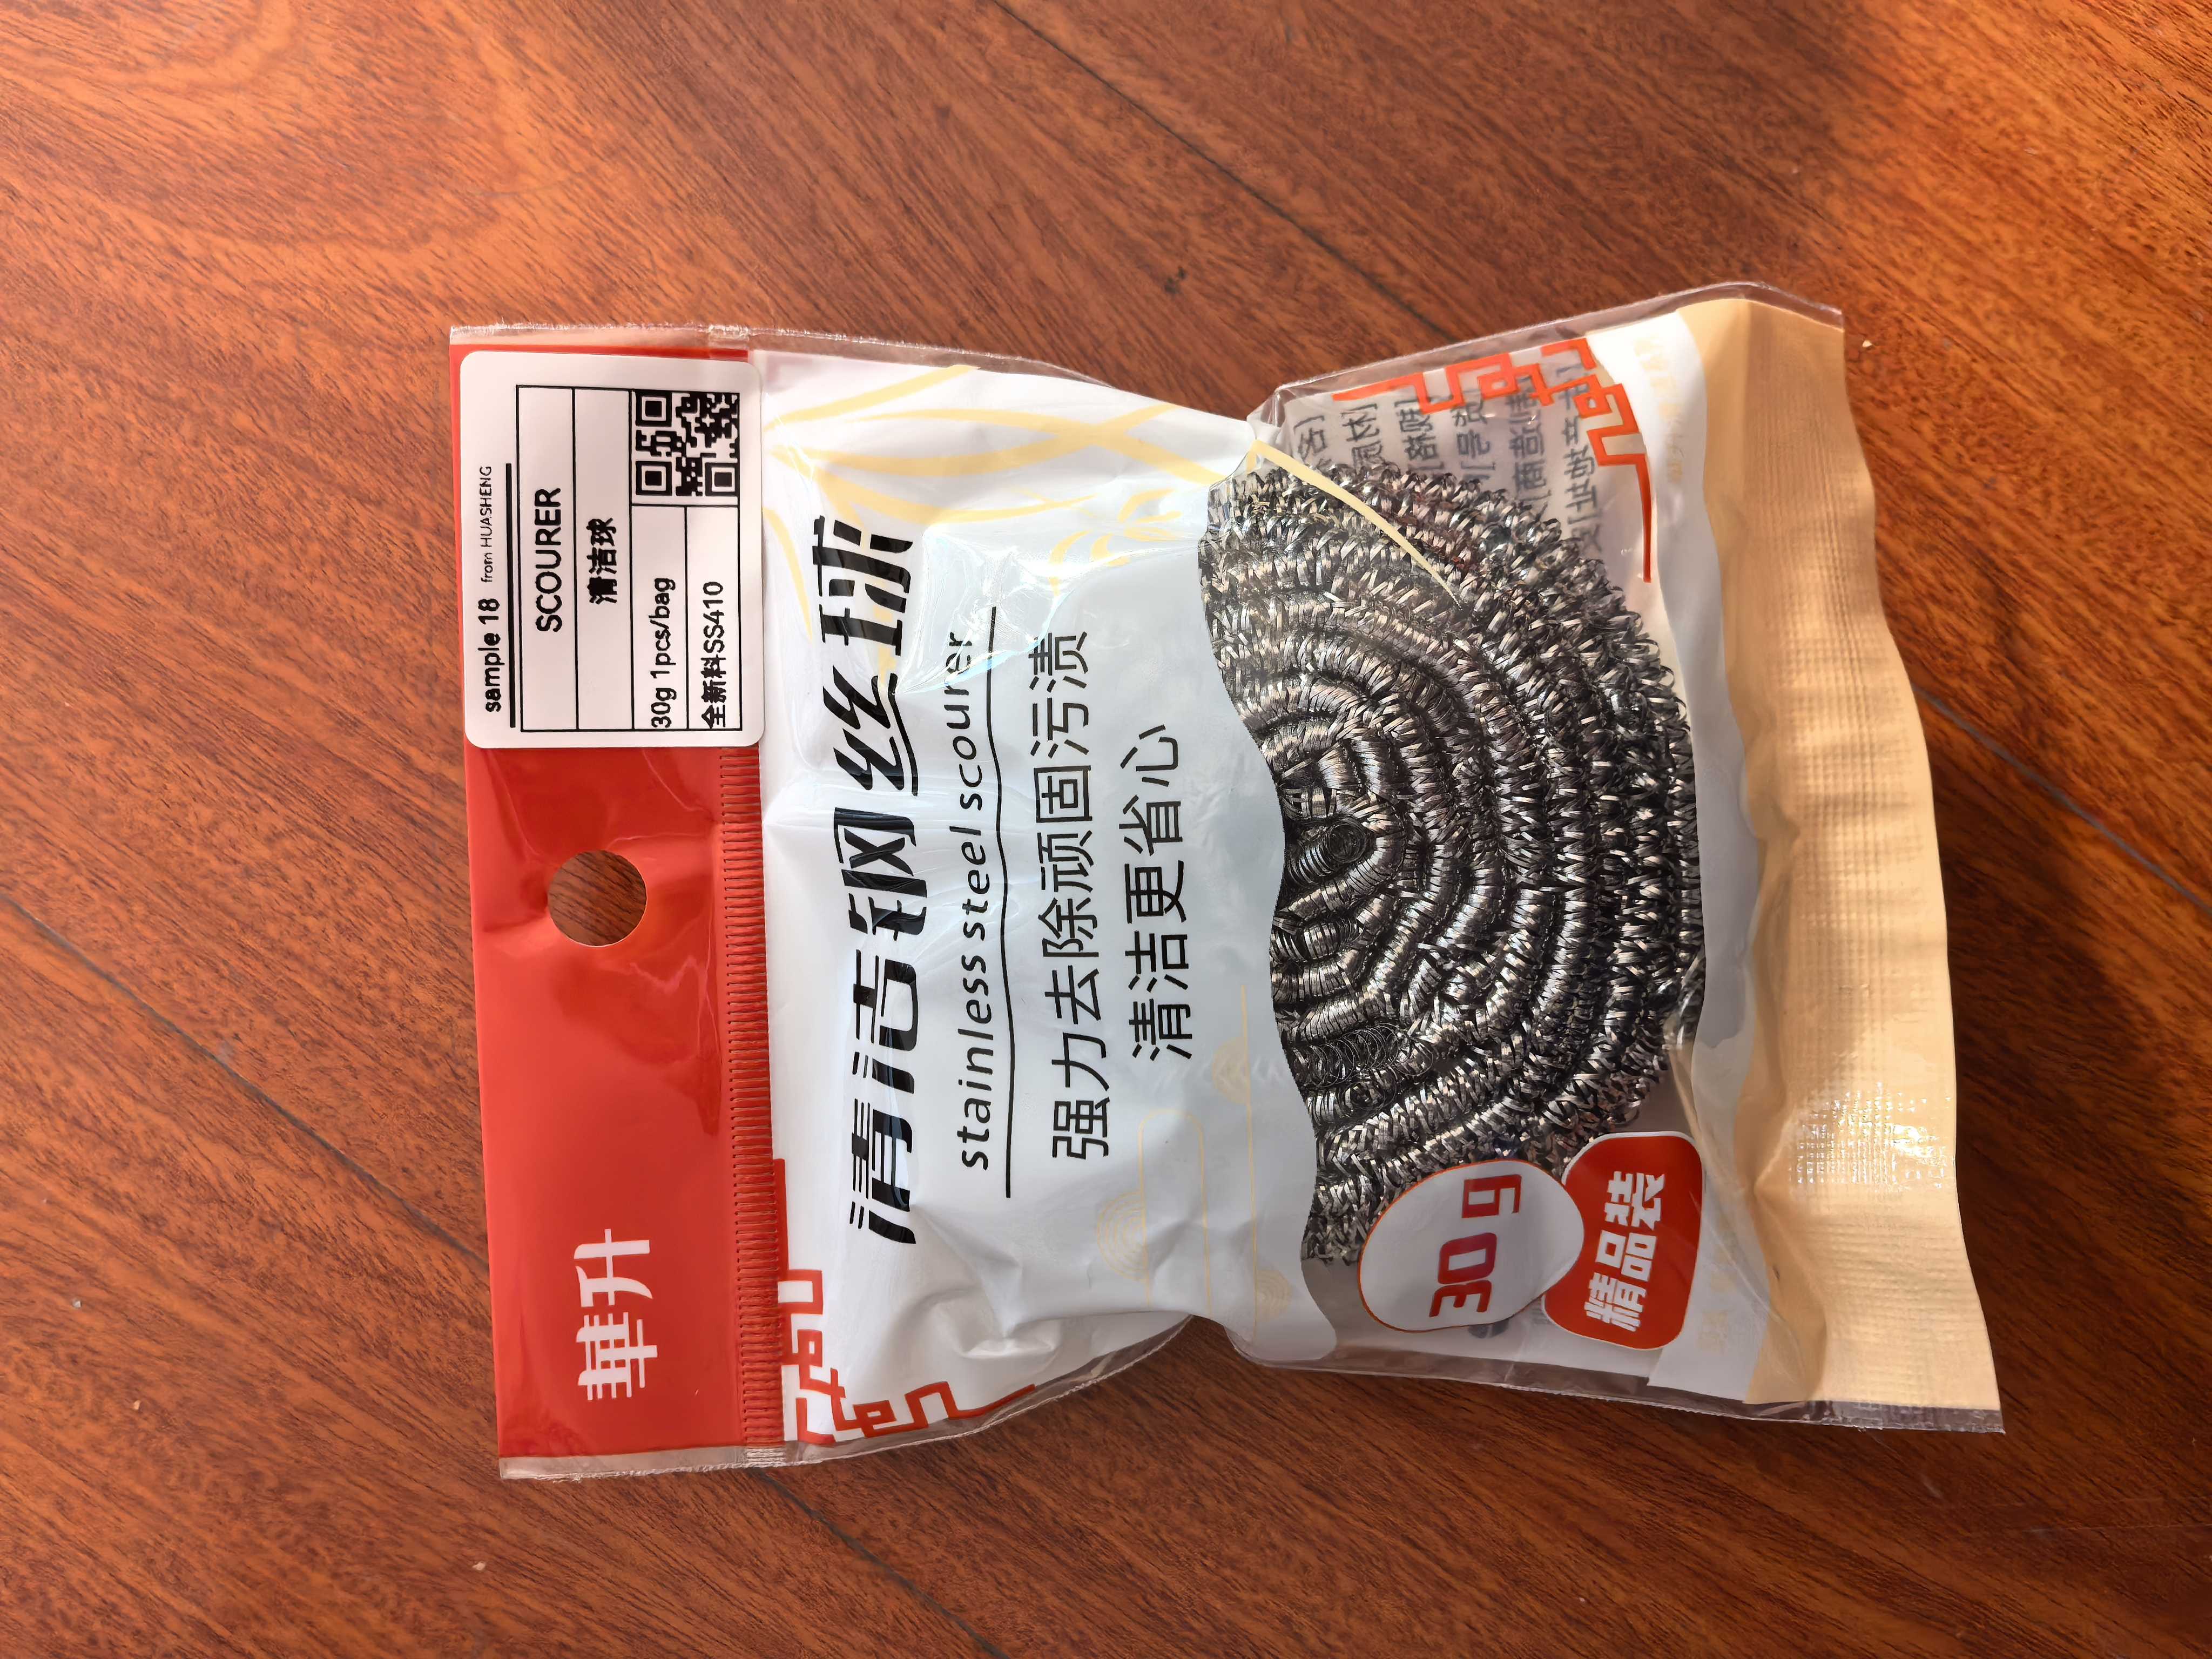 sample 18 from HUASHENG
SCOURER
清洁球
30g 1pcs/bag
全新料SS410
華升
清洁钢丝球
stainless steel scourer
强力去除顽固污渍
清洁更省心
30g
精品装